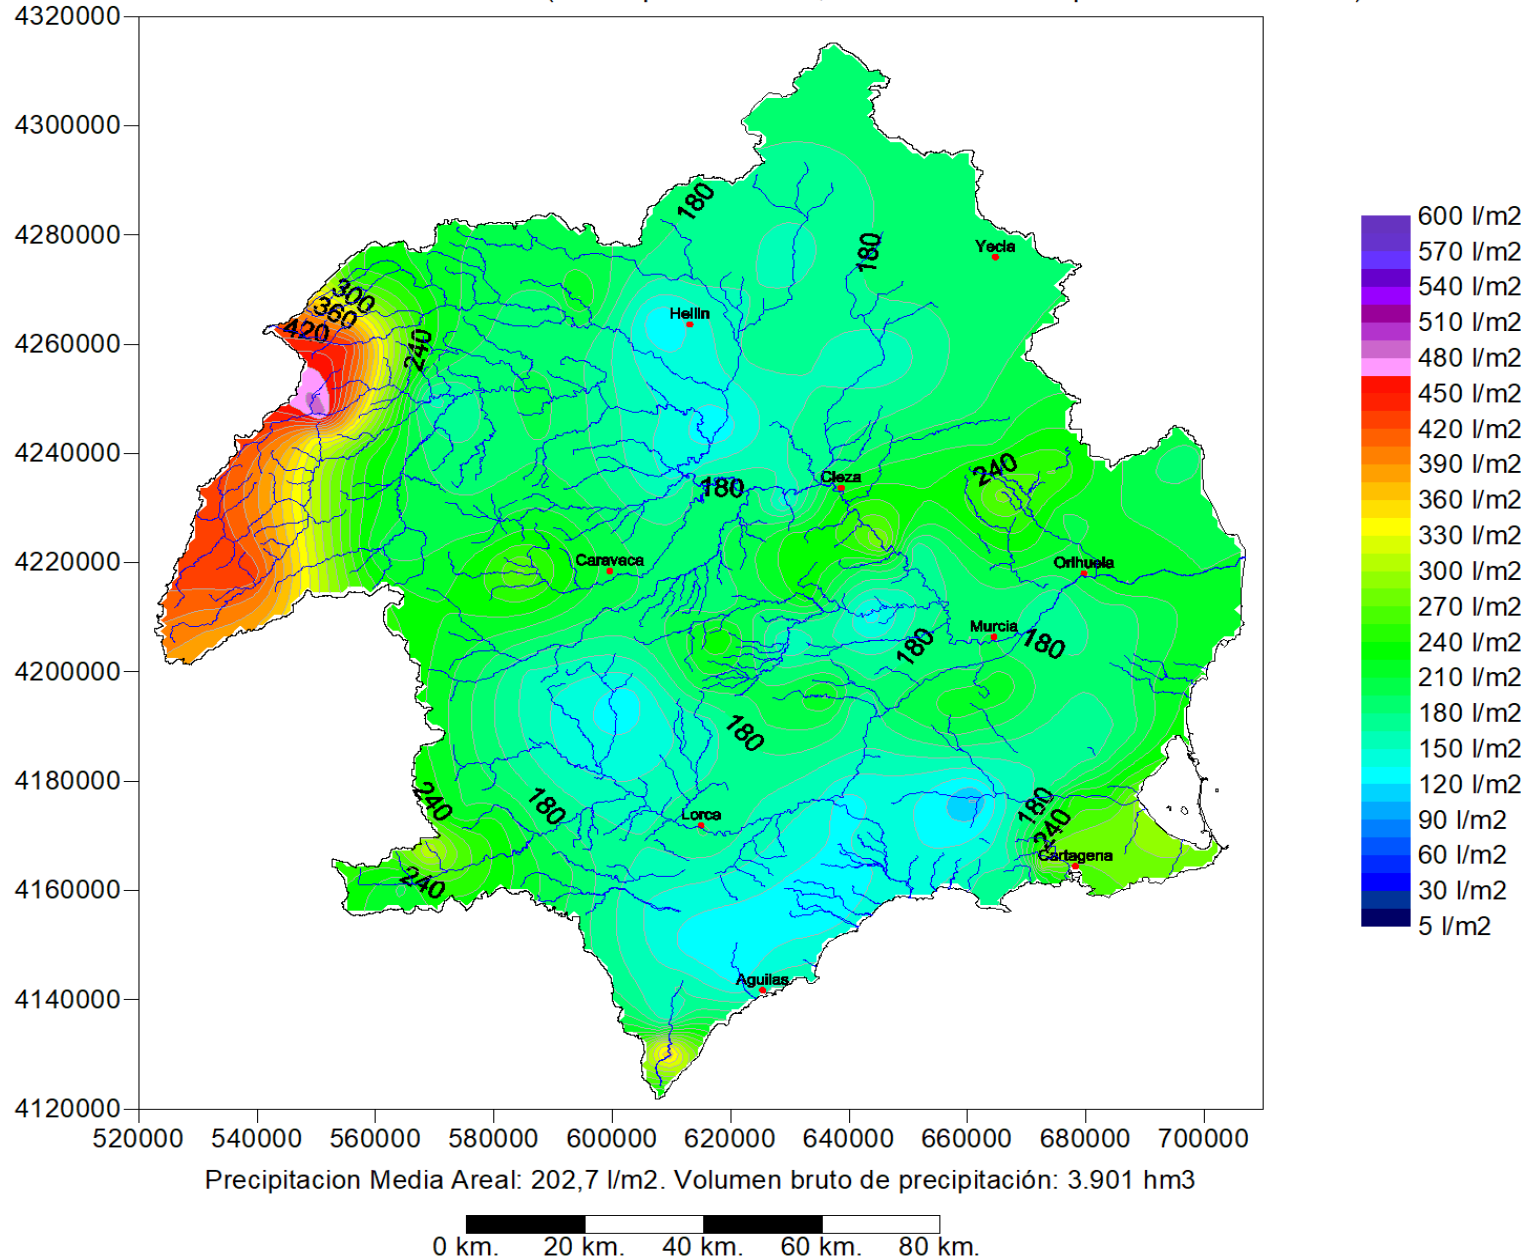 4320000
4300000
4280000
4260000
4240000
4220000
4200000
4180000
4160000
4140000
4120000
520000 540000 560000 580000 600000 620000 640000 660000 680000 700000
180
180
Yecla
300
360
420
240
Hellin
240
180
Cieza
Caravaca
Orihuela
Murcia
180
180
180
240
180
Lorca
180
240
Cartagena
240
Aguilas
600 l/m2
570 l/m2
540 l/m2
510 l/m2
480 l/m2
450 l/m2
420 l/m2
390 l/m2
360 l/m2
330 l/m2
300 l/m2
270 l/m2
240 l/m2
210 l/m2
180 l/m2
150 l/m2
120 l/m2
90 l/m2
60 l/m2
30 l/m2
5 l/m2
Precipitacion Media Areal: 202,7 l/m2. Volumen bruto de precipitación: 3.901 hm3
0 km. 20 km. 40 km. 60 km. 80 km.